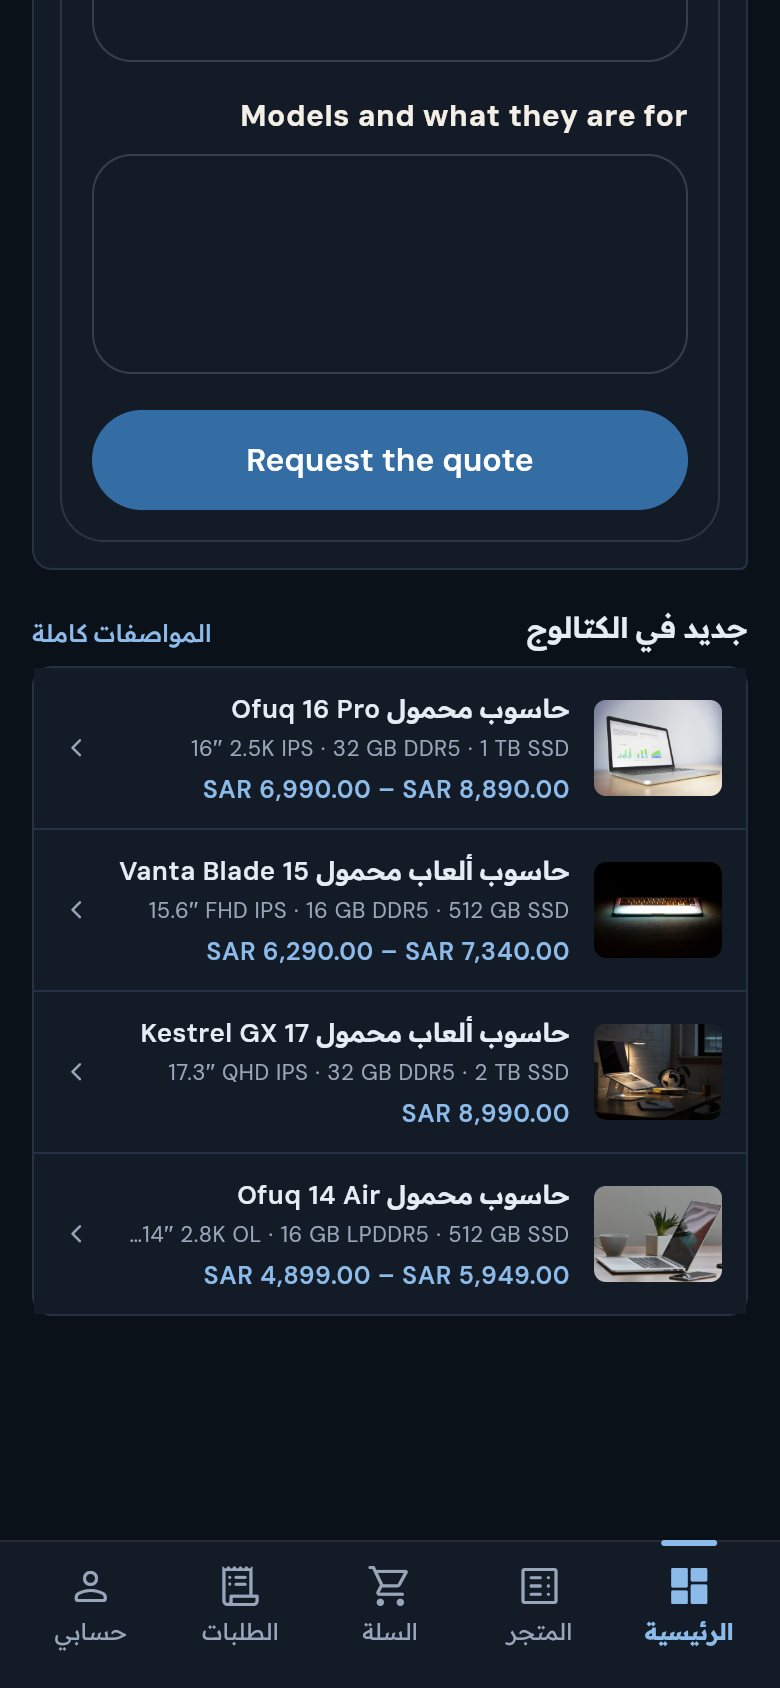 Models and what they are for
Request the quote
جديد في الكتالوج
المواصفات كاملة
حاسوب محمول Ofuq 16 Pro
16″ 2.5K IPS · 32 GB DDR5 · 1 TB SSD
SAR 6,990.00 – SAR 8,890.00
حاسوب ألعاب محمول Vanta Blade 15
15.6″ FHD IPS · 16 GB DDR5 · 512 GB SSD
SAR 6,290.00 – SAR 7,340.00
حاسوب ألعاب محمول Kestrel GX 17
17.3″ QHD IPS · 32 GB DDR5 · 2 TB SSD
SAR 8,990.00
حاسوب محمول Ofuq 14 Air
…14″ 2.8K OL · 16 GB LPDDR5 · 512 GB SSD
SAR 4,899.00 – SAR 5,949.00
الرئيسية
المتجر
السلة
الطلبات
حسابي